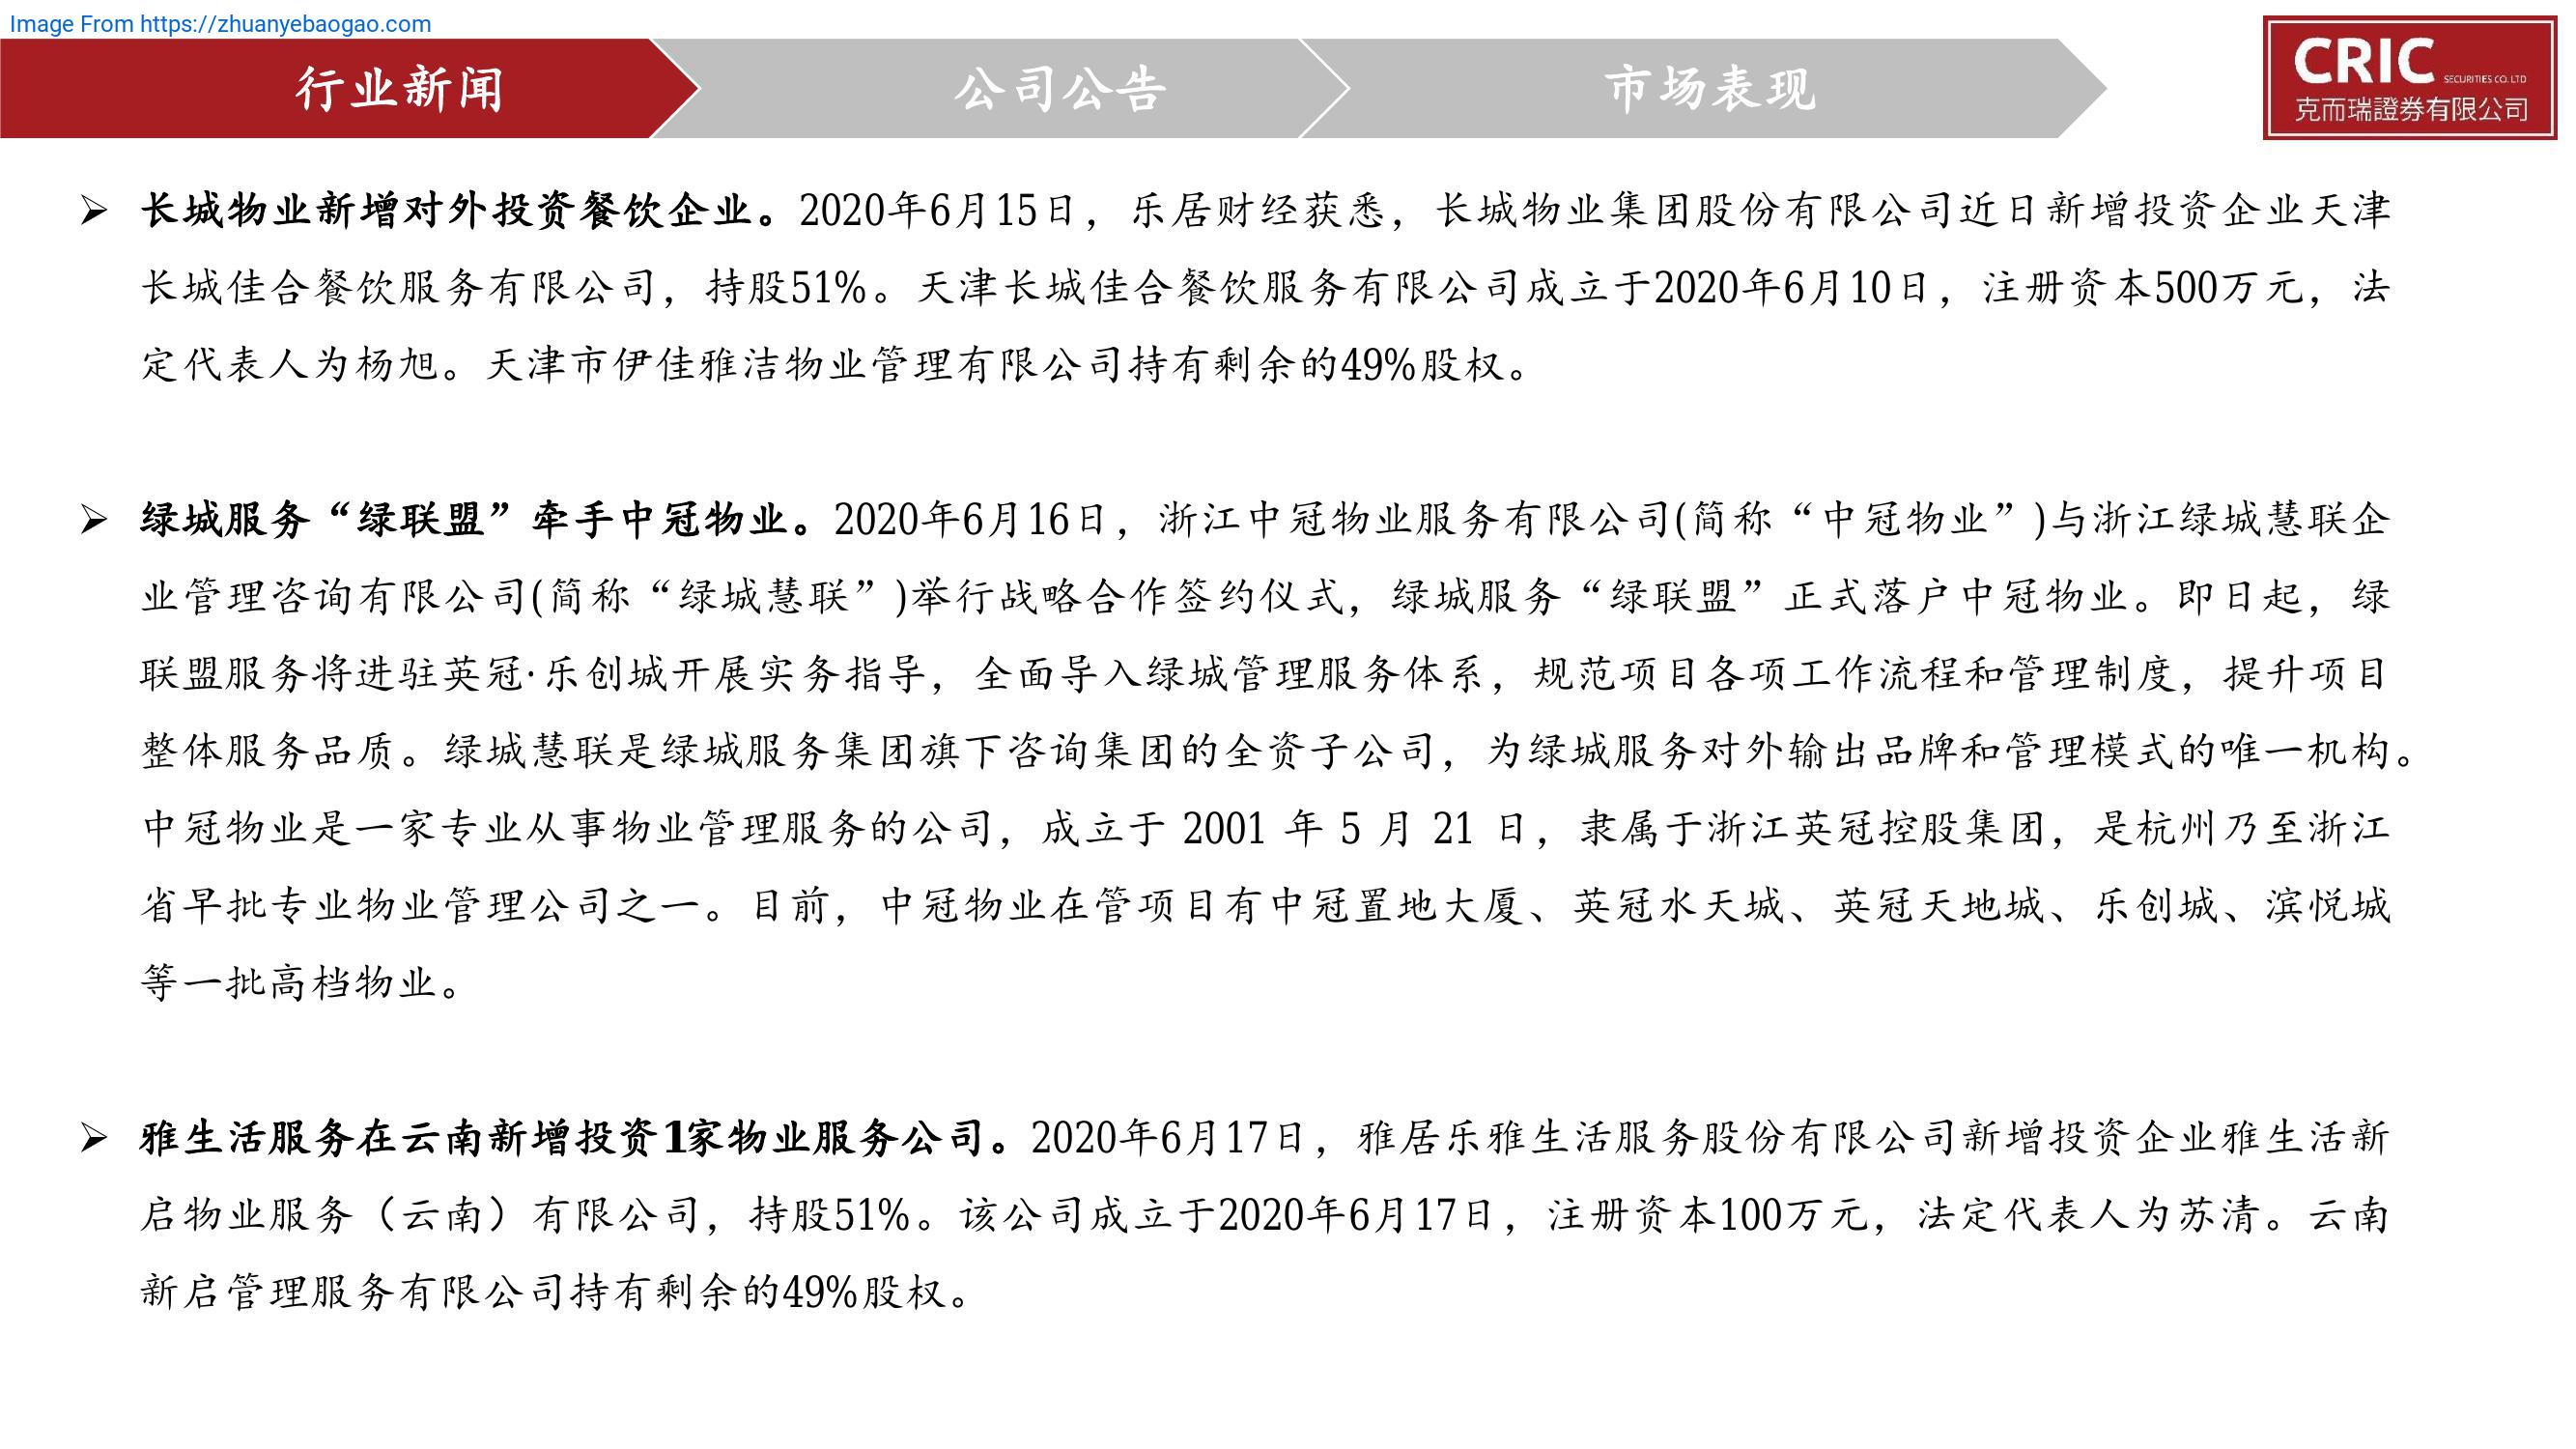 Image From https://zhuanyebaogao.com
行业新闻
公司公告
市场表现
CRIC SECURITIES CO. LTD
克而瑞證券有限公司
➢ 长城物业新增对外投资餐饮企业。2020年6月15日，乐居财经获悉，长城物业集团股份有限公司近日新增投资企业天津
长城佳合餐饮服务有限公司，持股51%。天津长城佳合餐饮服务有限公司成立于2020年6月10日，注册资本500万元，法
定代表人为杨旭。天津市伊佳雅洁物业管理有限公司持有剩余的49%股权。
➢ 绿城服务“绿联盟”牵手中冠物业。2020年6月16日，浙江中冠物业服务有限公司(简称“中冠物业”)与浙江绿城慧联企
业管理咨询有限公司(简称“绿城慧联”)举行战略合作签约仪式，绿城服务“绿联盟”正式落户中冠物业。即日起，绿
联盟服务将进驻英冠·乐创城开展实务指导，全面导入绿城管理服务体系，规范项目各项工作流程和管理制度，提升项目
整体服务品质。绿城慧联是绿城服务集团旗下咨询集团的全资子公司，为绿城服务对外输出品牌和管理模式的唯一机构。
中冠物业是一家专业从事物业管理服务的公司，成立于 2001 年 5 月 21 日，隶属于浙江英冠控股集团，是杭州乃至浙江
省早批专业物业管理公司之一。目前，中冠物业在管项目有中冠置地大厦、英冠水天城、英冠天地城、乐创城、滨悦城
等一批高档物业。
➢ 雅生活服务在云南新增投资1家物业服务公司。2020年6月17日，雅居乐雅生活服务股份有限公司新增投资企业雅生活新
启物业服务（云南）有限公司，持股51%。该公司成立于2020年6月17日，注册资本100万元，法定代表人为苏清。云南
新启管理服务有限公司持有剩余的49%股权。